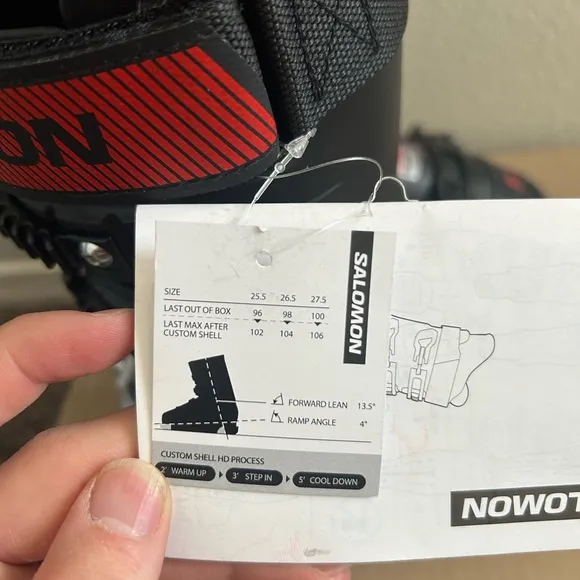 ON
SIZE 25.5 26.5 27.5
LAST OUT OF BOX 96 98 100
LAST MAX AFTER
CUSTOM SHELL 102 104 106
SALOMON
FORWARD LEAN 13.5°
RAMP ANGLE 4°
CUSTOM SHELL HD PROCESS
2' WARM UP 3' STEP IN 5' COOL DOWN
LOMON